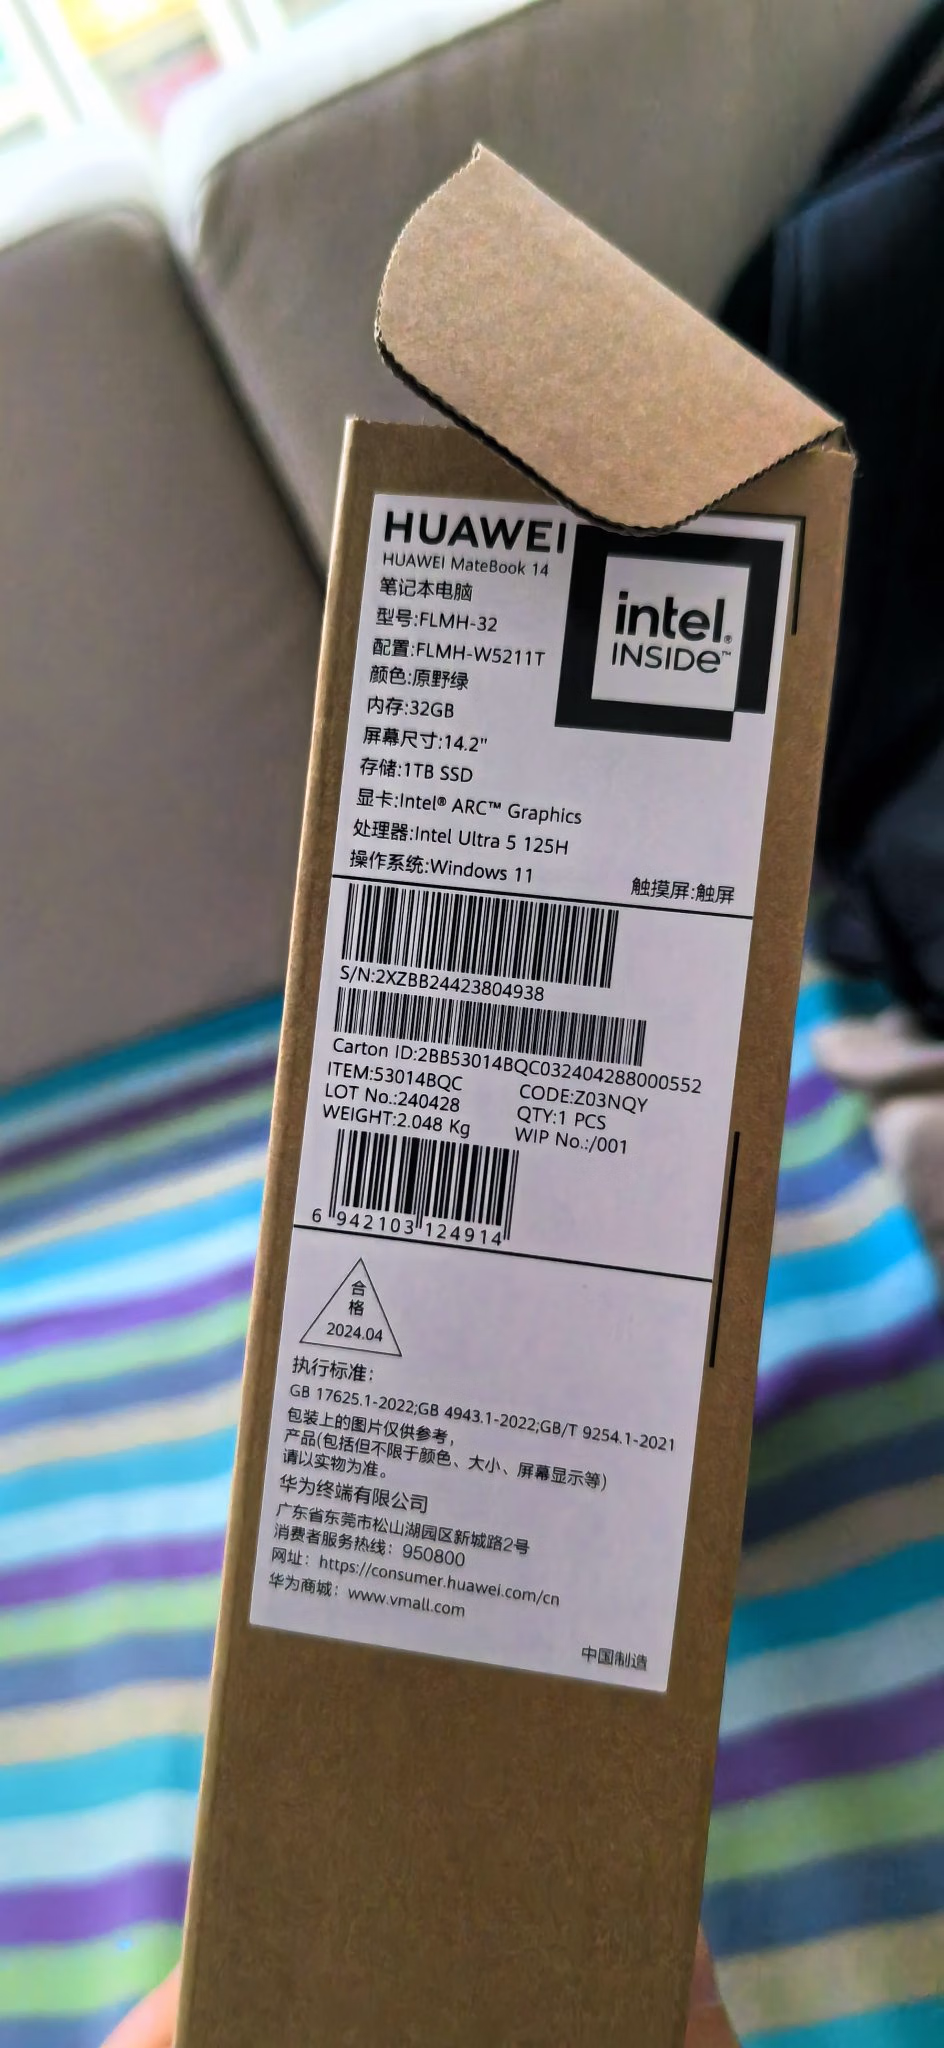 HUAWEI
HUAWEI MateBook 14
笔记本电脑
型号:FLMH-32
配置:FLMH-W5211T
颜色:原野绿
内存:32GB
屏幕尺寸:14.2"
存储:1TB SSD
显卡:Intel® ARC™ Graphics
处理器:Intel Ultra 5 125H
操作系统:Windows 11
触摸屏:触屏
intel®
INSIDe™
S/N:2XZBB24423804938
Carton ID:2BB53014BQC032404288000552
ITEM:53014BQC CODE:Z03NQY
LOT No.:240428 QTY:1 PCS
WEIGHT:2.048 Kg WIP No.:/001
6 942103 124914
合
格
2024.04
执行标准：
GB 17625.1-2022;GB 4943.1-2022;GB/T 9254.1-2021
包装上的图片仅供参考，
产品(包括但不限于颜色、大小、屏幕显示等)
请以实物为准。
华为终端有限公司
广东省东莞市松山湖园区新城路2号
消费者服务热线：950800
网址：https://consumer.huawei.com/cn
华为商城：www.vmall.com
中国制造